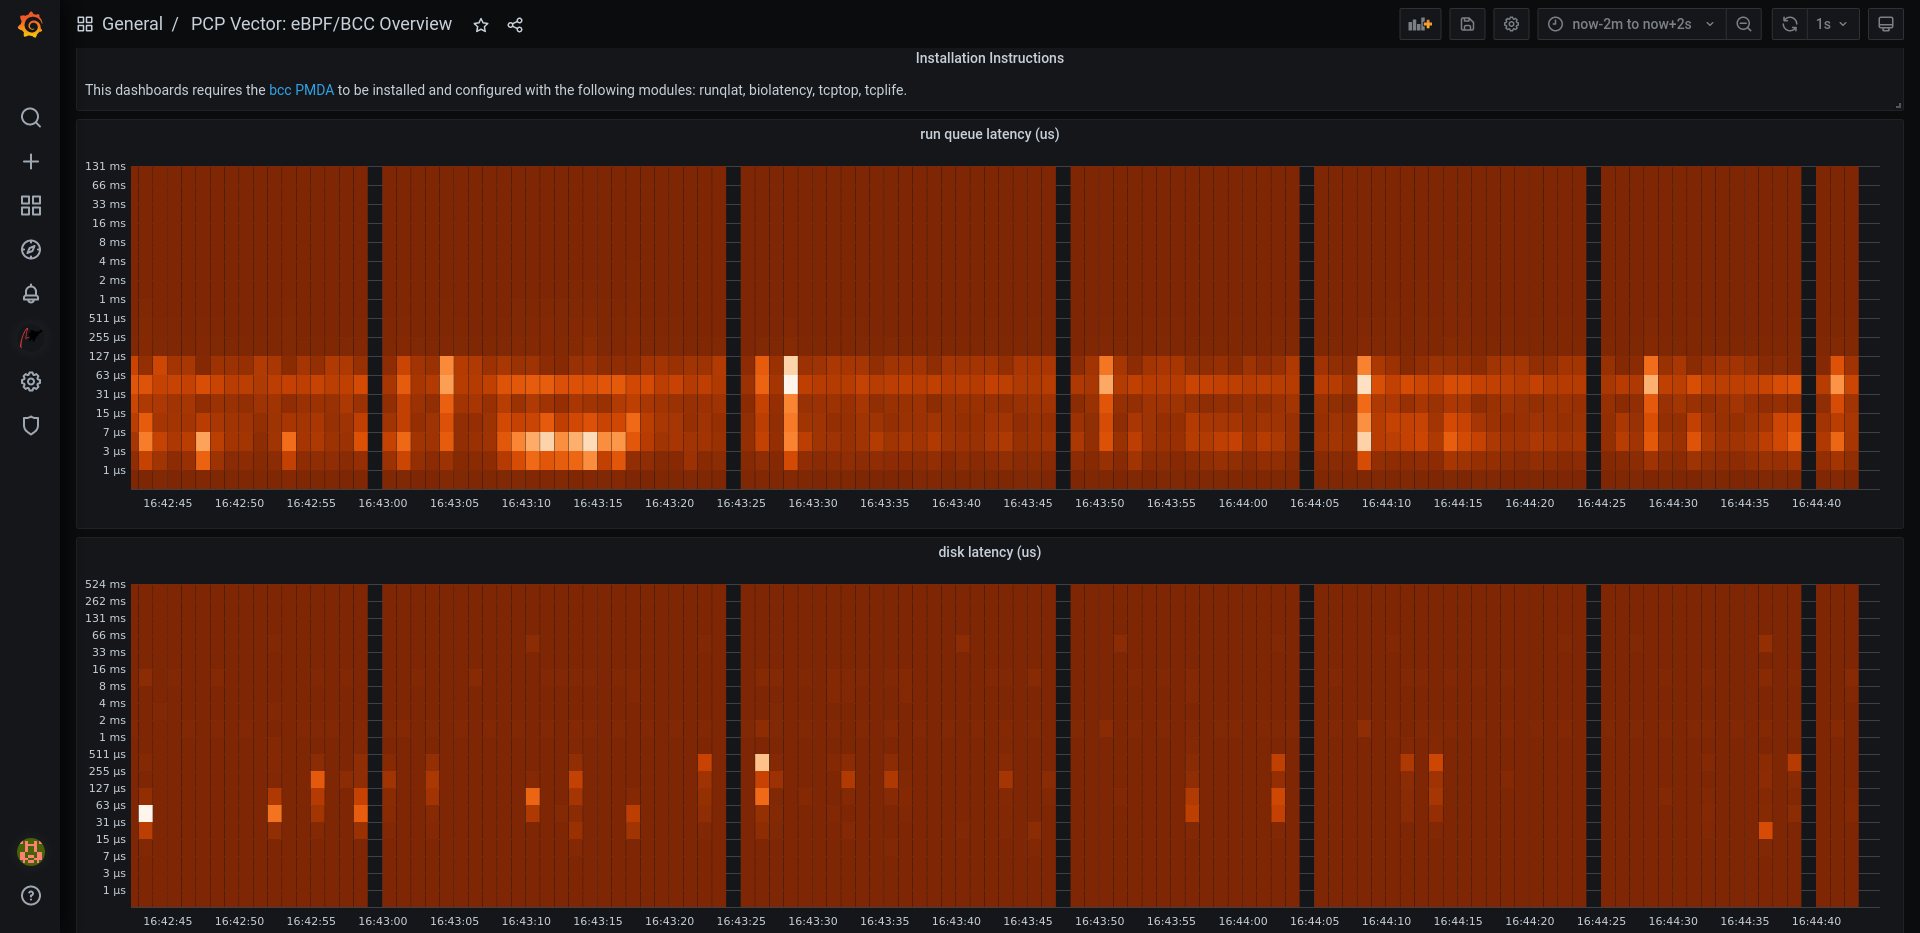 General / PCP Vector: eBPF/BCC Overview
now-2m to now+2s
1s
Installation Instructions
This dashboards requires the bcc PMDA to be installed and configured with the following modules: runqlat, biolatency, tcptop, tcplife.
run queue latency (us)
131 ms
66 ms
33 ms
16 ms
8 ms
4 ms
2 ms
1 ms
511 µs
255 µs
127 µs
63 µs
31 µs
15 µs
7 µs
3 µs
1 µs
16:42:45 16:42:50 16:42:55 16:43:00 16:43:05 16:43:10 16:43:15 16:43:20 16:43:25 16:43:30 16:43:35 16:43:40 16:43:45 16:43:50 16:43:55 16:44:00 16:44:05 16:44:10 16:44:15 16:44:20 16:44:25 16:44:30 16:44:35 16:44:40
disk latency (us)
524 ms
262 ms
131 ms
66 ms
33 ms
16 ms
8 ms
4 ms
2 ms
1 ms
511 µs
255 µs
127 µs
63 µs
31 µs
15 µs
7 µs
3 µs
1 µs
16:42:45 16:42:50 16:42:55 16:43:00 16:43:05 16:43:10 16:43:15 16:43:20 16:43:25 16:43:30 16:43:35 16:43:40 16:43:45 16:43:50 16:43:55 16:44:00 16:44:05 16:44:10 16:44:15 16:44:20 16:44:25 16:44:30 16:44:35 16:44:40